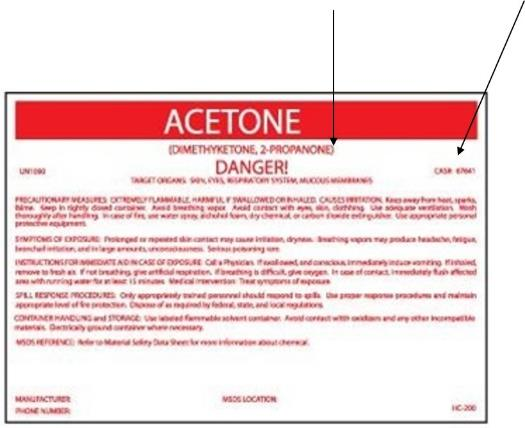 ACETONE
(DIMETHYKETONE, 2-PROPANONE)
UN1090 DANGER! CAS# 67641
TARGET ORGANS: SKIN, EYES, RESPIRATORY SYSTEM, MUCOUS MEMBRANES
PRECAUTIONARY MEASURES: EXTREMELY FLAMMABLE, HARMFUL IF SWALLOWED OR INHALED. CAUSES IRRITATION. Keep away from heat, sparks,
flame. Keep in tightly closed container. Avoid breathing vapor. Avoid contact with eyes, skin, clothing. Use adequate ventilation. Wash
thoroughly after handling. In case of fire, use water spray, alchohol foam, dry chemical, or carbon dioxide extinguisher. Use appropriate personal
protective equipment.
SYMPTOMS OF EXPOSURE: Prolonged or repeated skin contact may cause irritation, dryness. Breathing vapors may produce headache, fatigue,
bronchial irritation, and in large amounts, unconsciousness. Serious poisoning rare.
INSTRUCTIONS FOR IMMEDIATE AID IN CASE OF EXPOSURE: Call a Physician. If swallowed, and conscious, immediately induce vomiting. If inhaled,
remove to fresh air. If not breathing, give artificial respiration. If breathing is difficult, give oxygen. In case of contact, immediately flush affected
area with running water for at least 15 minutes. Medical Intervention: Treat symptoms of exposure.
SPILL RESPONSE PROCEDURES: Only appropriately trained personnel should respond to spills. Use proper response procedures and maintain
appropriate level of fire protection. Dispose of as required by federal, state, and local regulations.
CONTAINER HANDLING and STORAGE: Use labeled flammable solvent container. Avoid contact with oxidizers and any other incompatible
materials. Electrically ground container where necessary.
MSDS REFERENCE: Refer to Material Safety Data Sheet for more information about chemical.
MANUFACTURER: MSDS LOCATION:
PHONE NUMBER: HC-200